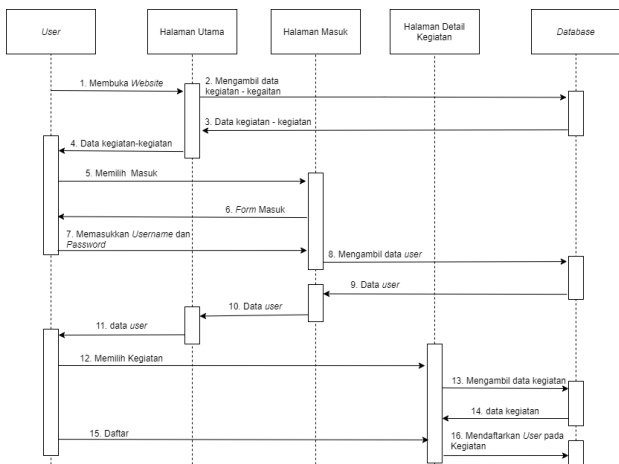 User
Halaman Utama
Halaman Masuk
Halaman Detail
Kegiatan
Database
1. Membuka Website
2. Mengambil data
kegiatan - kegaitan
3. Data kegiatan - kegiatan
4. Data kegiatan-kegiatan
5. Memilih Masuk
6. Form Masuk
7. Memasukkan Username dan
Password
8. Mengambil data user
9. Data user
10. Data user
11. data user
12. Memilih Kegiatan
13. Mengambil data kegiatan
14. data kegiatan
15. Daftar
16. Mendaftarkan User pada
Kegiatan